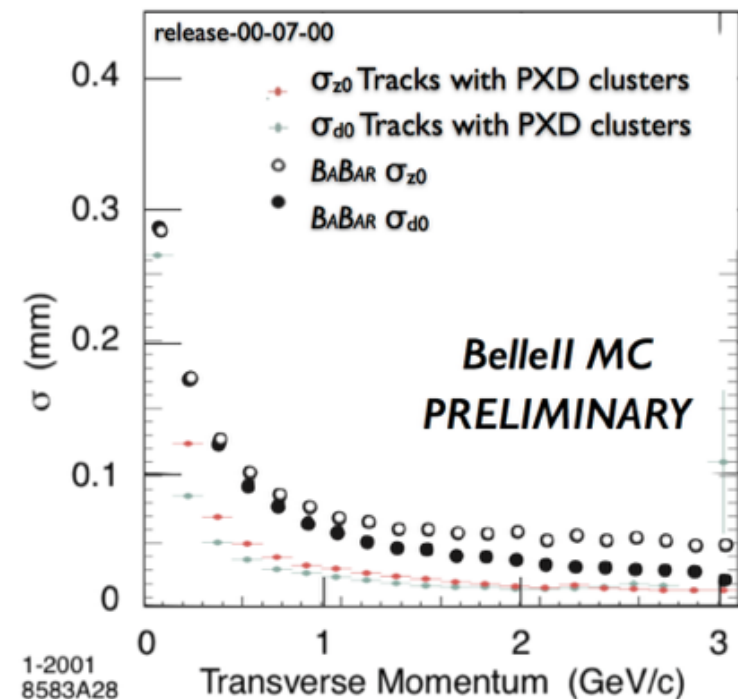 release-00-07-00
0.4
σz0 Tracks with PXD clusters
σd0 Tracks with PXD clusters
BABAR σz0
BABAR σd0
0.3
0.2
0.1
0
σ (mm)
BelleII MC
PRELIMINARY
0 1 2 3
Transverse Momentum (GeV/c)
1-2001
8583A28